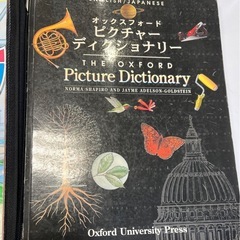 ENGLISH/JAPANESE
オックスフォード
ピクチャー
ディクショナリー
THE OXFORD
Picture Dictionary
NORMA SHAPIRO AND JAYME ADELSON-GOLDSTEIN
Oxford University Press